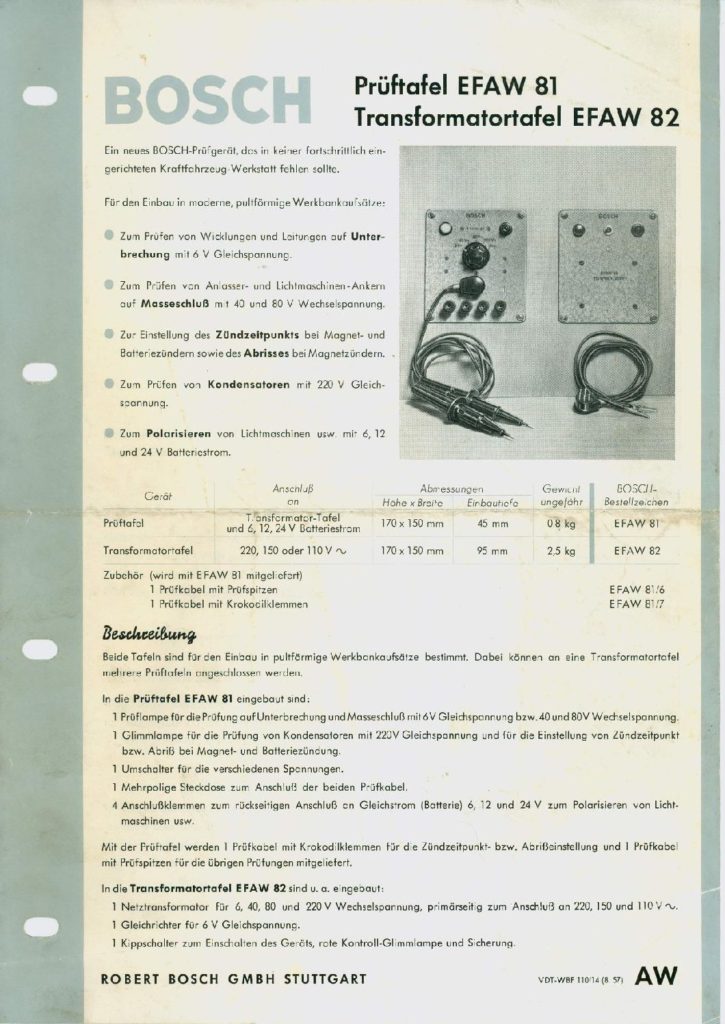 BOSCH
Prüftafel EFAW 81
Transformatortafel EFAW 82
Ein neues BOSCH-Prüfgerät, das in keiner fortschrittlich ein-
gerichteten Kraftfahrzeug-Werkstatt fehlen sollte.
Für den Einbau in moderne, pultförmige Werkbankaufsätze:
Zum Prüfen von Wicklungen und Leitungen auf Unter-
brechung mit 6 V Gleichspannung.
Zum Prüfen von Anlasser- und Lichtmaschinen-Ankern
auf Masseschluß mit 40 und 80 V Wechselspannung.
Zur Einstellung des Zündzeitpunkts bei Magnet- und
Batteriezündern sowie des Abrisses bei Magnetzündern.
Zum Prüfen von Kondensatoren mit 220 V Gleich-
spannung.
Zum Polarisieren von Lichtmaschinen usw. mit 6, 12
und 24 V Batteriestrom.
BOSCH
BOSCH
Gerät
Anschluß
an
Abmessungen
Höhe x Breite
Einbautiefe
Gewicht
ungefähr
BOSCH-
Bestellzeichen
Prüftafel
Transformator-Tafel
und 6, 12, 24 V Batteriestrom
170 x 150 mm
45 mm
0,8 kg
EFAW 81
Transformatortafel
220, 150 oder 110 V ~
170 x 150 mm
95 mm
2,5 kg
EFAW 82
Zubehör (wird mit EFAW 81 mitgeliefert)
1 Prüfkabel mit Prüfspitzen EFAW 81/6
1 Prüfkabel mit Krokodilklemmen EFAW 81/7
Beschreibung
Beide Tafeln sind für den Einbau in pultförmige Werkbankaufsätze bestimmt. Dabei können an eine Transformatortafel
mehrere Prüftafeln angeschlossen werden.
In die Prüftafel EFAW 81 eingebaut sind:
1 Prüflampe für die Prüfung auf Unterbrechung und Masseschluß mit 6V Gleichspannung bzw. 40 und 80V Wechselspannung.
1 Glimmlampe für die Prüfung von Kondensatoren mit 220V Gleichspannung und für die Einstellung von Zündzeitpunkt
bzw. Abriß bei Magnet- und Batteriezündung.
1 Umschalter für die verschiedenen Spannungen.
1 Mehrpolige Steckdose zum Anschluß der beiden Prüfkabel.
4 Anschlußklemmen zum rückseitigen Anschluß an Gleichstrom (Batterie) 6, 12 und 24 V zum Polarisieren von Licht-
maschinen usw.
Mit der Prüftafel werden 1 Prüfkabel mit Krokodilklemmen für die Zündzeitpunkt- bzw. Abrißeinstellung und 1 Prüfkabel
mit Prüfspitzen für die übrigen Prüfungen mitgeliefert.
In die Transformatortafel EFAW 82 sind u. a. eingebaut:
1 Netztransformator für 6, 40, 80 und 220 V Wechselspannung, primärseitig zum Anschluß an 220, 150 und 110 V ~.
1 Gleichrichter für 6 V Gleichspannung.
1 Kippschalter zum Einschalten des Geräts, rote Kontroll-Glimmlampe und Sicherung.
ROBERT BOSCH GMBH STUTTGART
VDT-WBF 110/14 (8. 57) AW